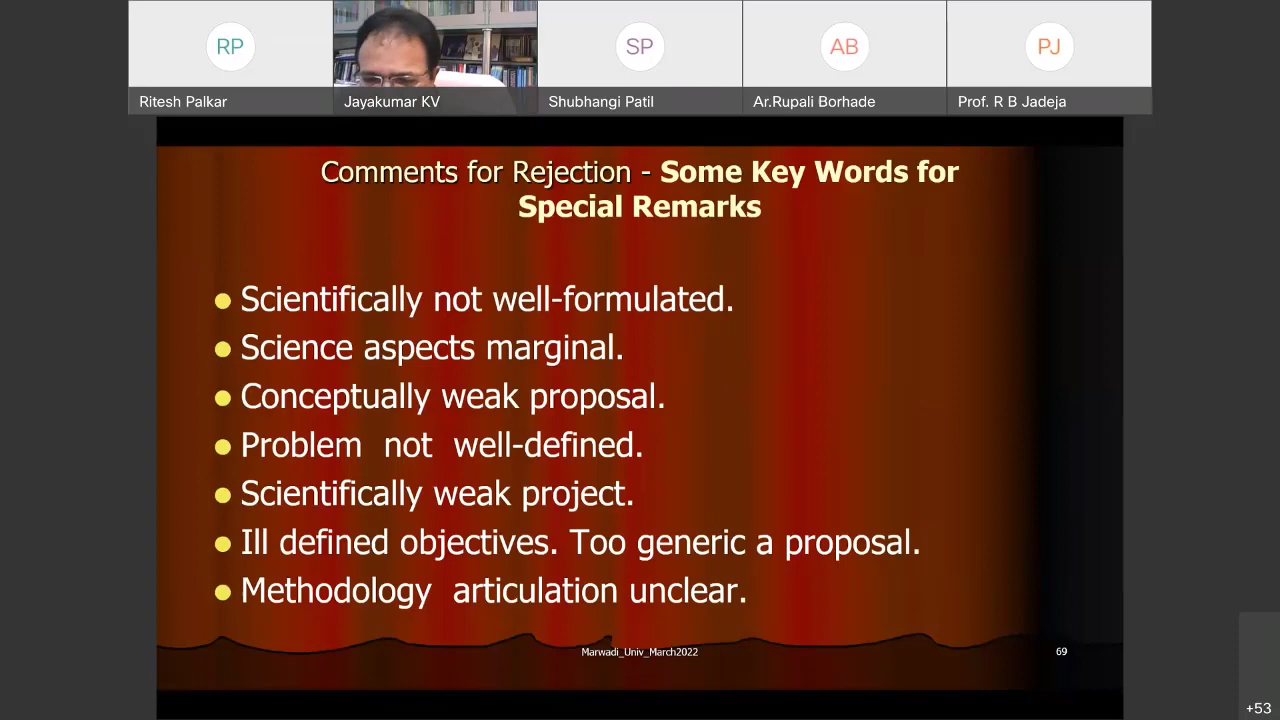 RP
SP
AB
PJ
Ritesh Palkar
Jayakumar KV
Shubhangi Patil
Ar.Rupali Borhade
Prof. R B Jadeja
Comments for Rejection - Some Key Words for
Special Remarks
Scientifically not well-formulated.
Science aspects marginal.
Conceptually weak proposal.
Problem not well-defined.
Scientifically weak project.
Ill defined objectives. Too generic a proposal.
Methodology articulation unclear.
Marwadi_Univ_March2022
69
+53